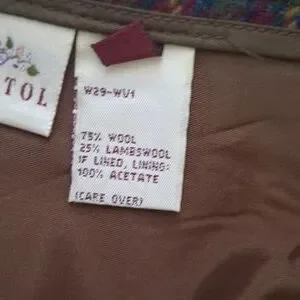 TOL
W29-WU1
75% WOOL
25% LAMBSWOOL
IF LINED, LINING:
100% ACETATE
(CARE OVER)